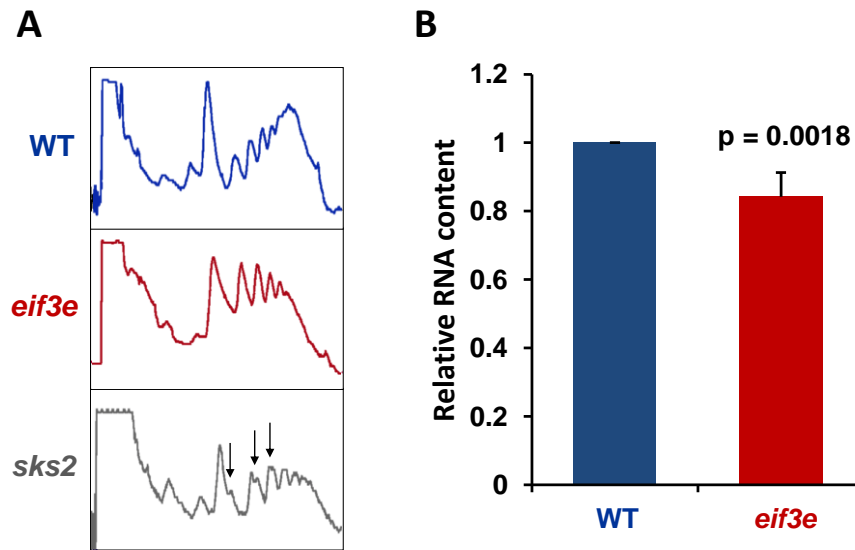 A
WT
eif3e
sks2
B
Relative RNA content
1.2
1
0.8
0.6
0.4
0.2
0
p = 0.0018
WT
eif3e